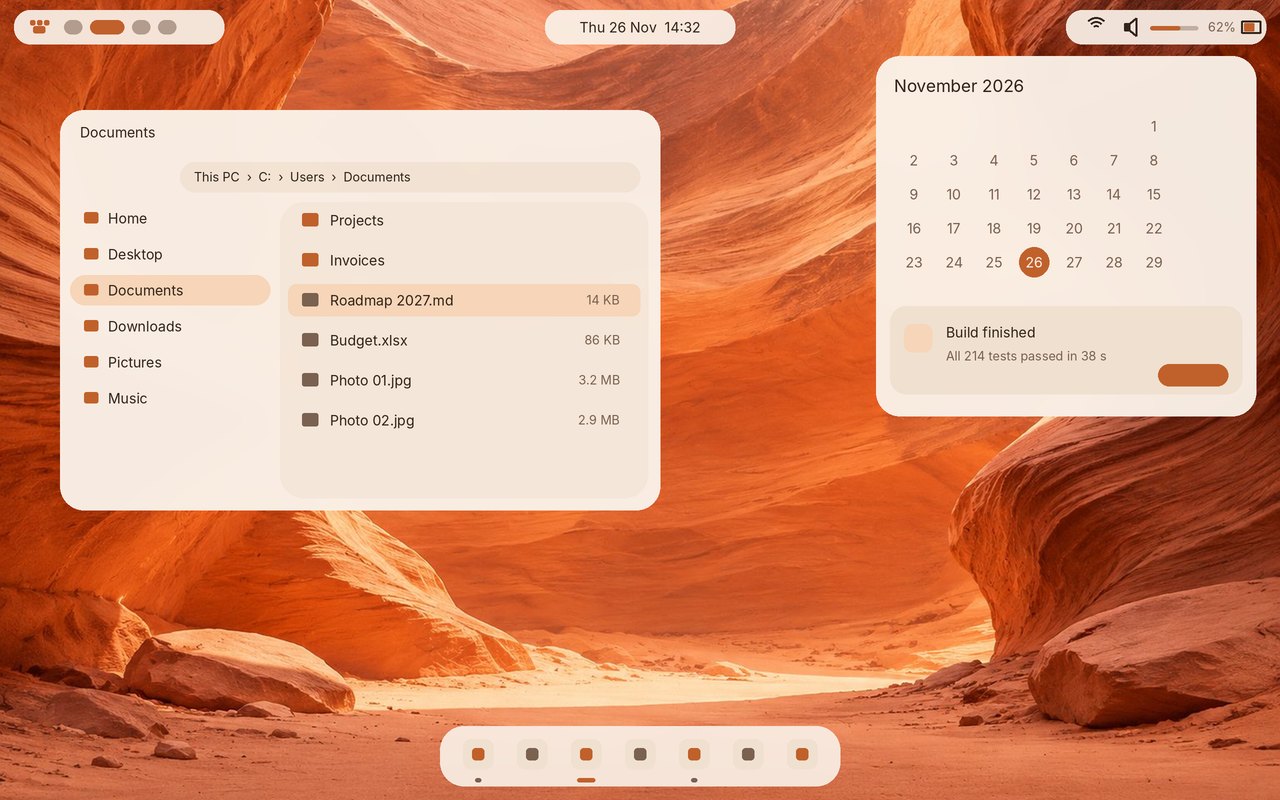 Thu 26 Nov 14:32
62%
Documents
This PC › C: › Users › Documents
Home
Desktop
Documents
Downloads
Pictures
Music
Projects
Invoices
Roadmap 2027.md 14 KB
Budget.xlsx 86 KB
Photo 01.jpg 3.2 MB
Photo 02.jpg 2.9 MB
November 2026
1
2 3 4 5 6 7 8
9 10 11 12 13 14 15
16 17 18 19 20 21 22
23 24 25 26 27 28 29
Build finished
All 214 tests passed in 38 s